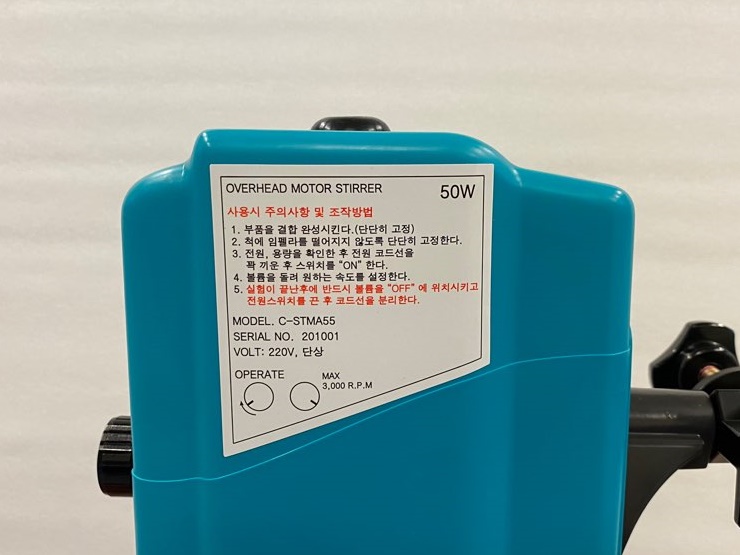 OVERHEAD MOTOR STIRRER 50W
사용시 주의사항 및 조작방법
1. 부품을 결합 완성시킨다.(단단히 고정)
2. 척에 임펠라를 떨어지지 않도록 단단히 고정한다.
3. 전원, 용량을 확인한 후 전원 코드선을
꽉 끼운 후 스위치를 “ON” 한다.
4. 볼륨을 돌려 원하는 속도를 설정한다.
5. 실험이 끝난후에 반드시 볼륨을 “OFF” 에 위치시키고
전원스위치를 끈 후 코드선을 분리한다.
MODEL. C-STMA55
SERIAL NO. 201001
VOLT: 220V, 단상
OPERATE
MAX
3,000 R.P.M